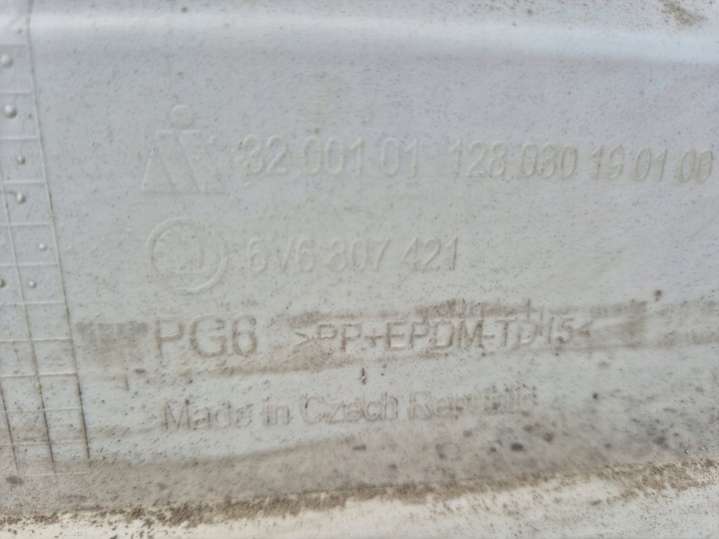 32 001 01 128.080 19 01 00
6V6 807 421
PG6 >PP+EPDM-TD15<
Made in Czech Republic